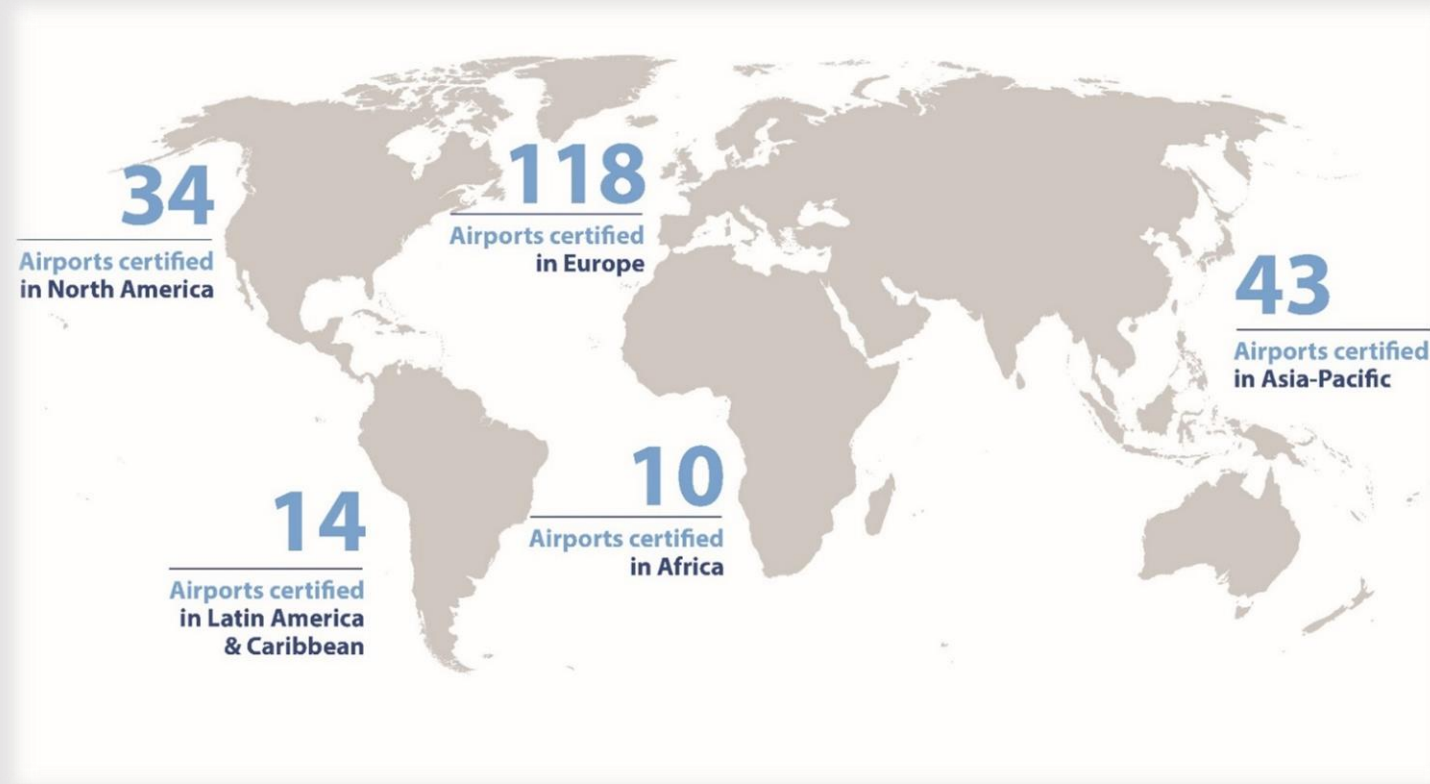 34
Airports certified
in North America
118
Airports certified
in Europe
43
Airports certified
in Asia-Pacific
10
Airports certified
in Africa
14
Airports certified
in Latin America
& Caribbean